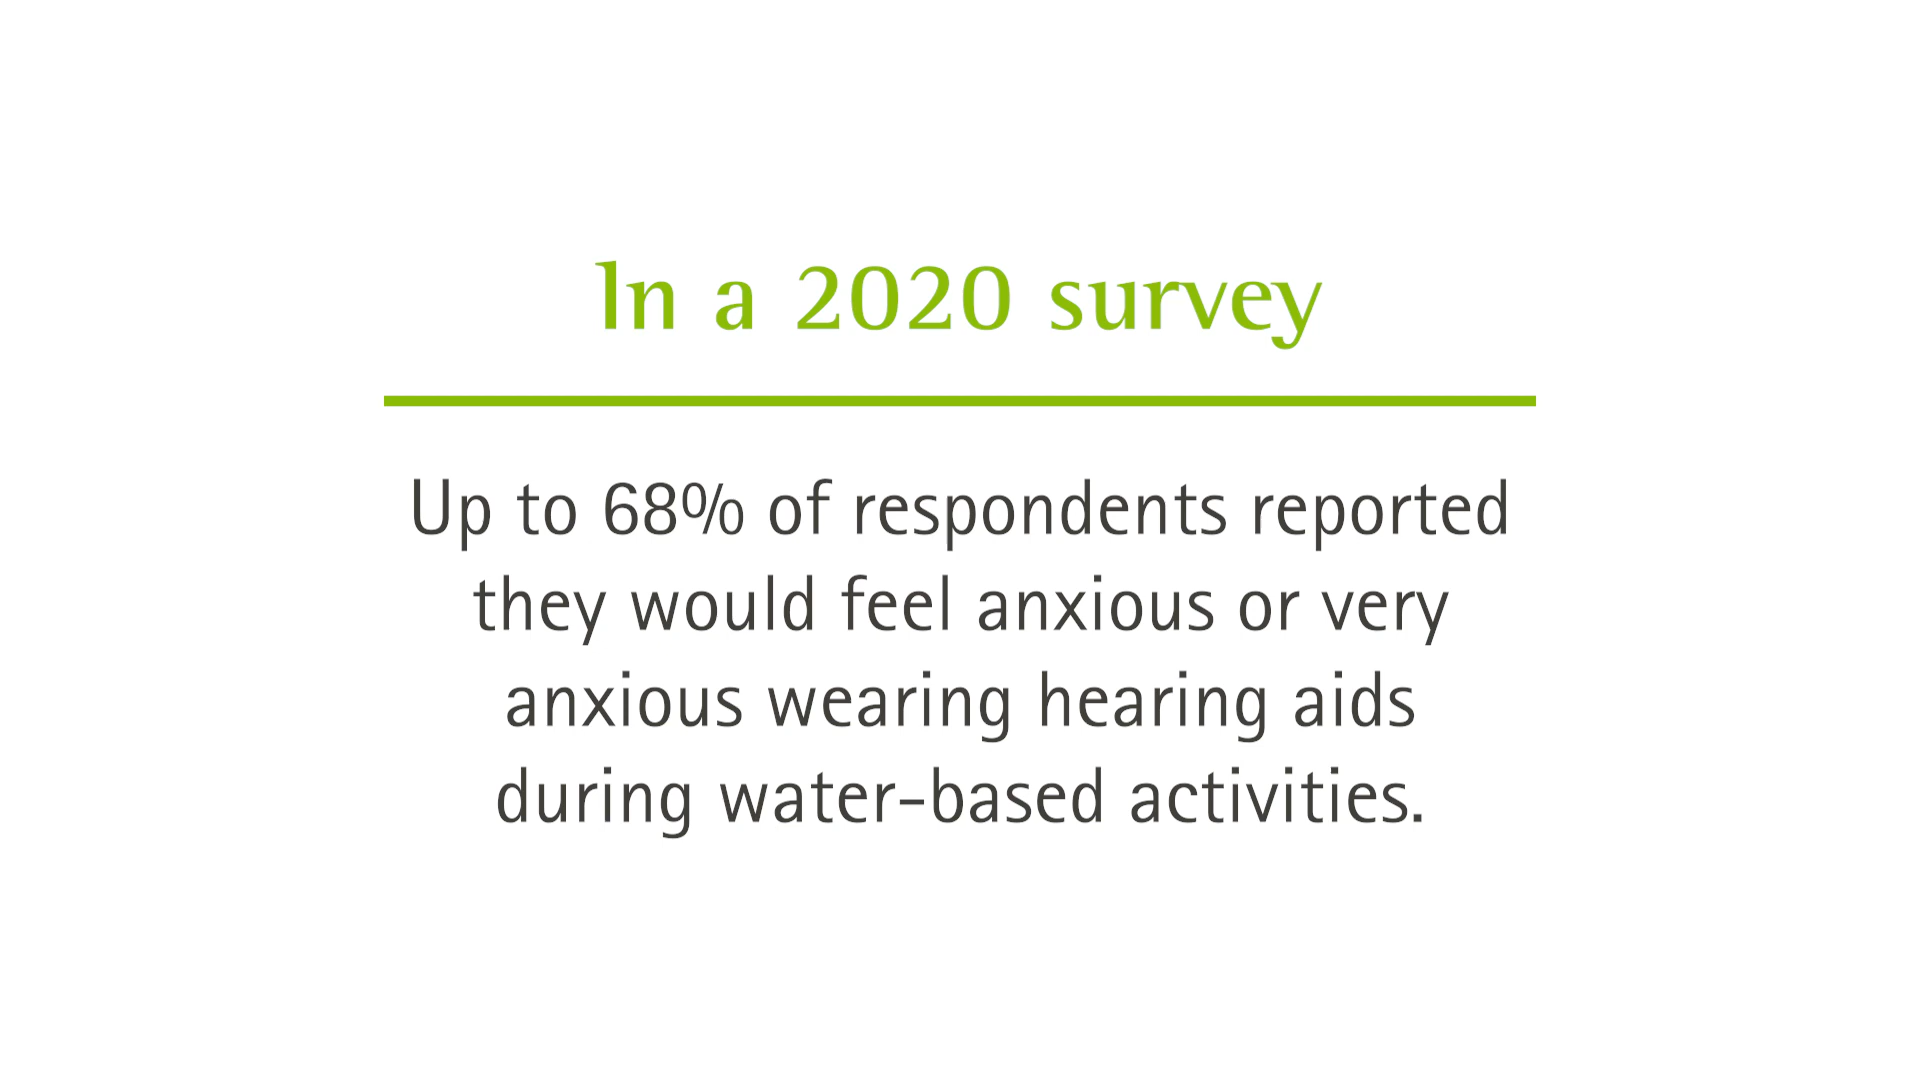 In a 2020 survey
Up to 68% of respondents reported
they would feel anxious or very
anxious wearing hearing aids
during water-based activities.